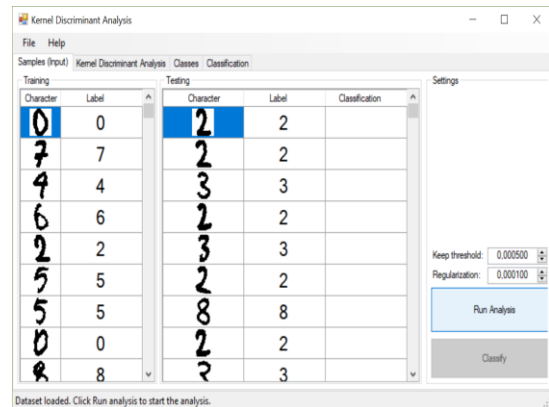 Kernel Discriminant Analysis
File Help
Samples (Input) Kernel Discriminant Analysis Classes Classification
Training Testing Settings
Character Label Character Label Classification
0 0 2 2
7 7 2 2
4 4 3 3
6 6 2 2
2 2 3 3
5 5 2 2
5 5 8 8
0 0 2 2
8 8 3 3
Keep threshold: 0,000500
Regularization: 0,000100
Run Analysis
Classify
Dataset loaded. Click Run analysis to start the analysis.